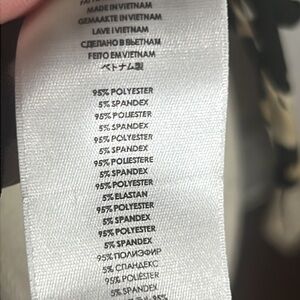 MADE IN VIETNAM
GEMAAKTE IN VIETNAM
LAVE I VIETNAM
СДЕЛАНО В ВЬЕТНАМ
FEITO EM VIETNAM
ベトナム製
95% POLYESTER
5% SPANDEX
95% POLIESTER
5% SPANDEX
95% POLYESTER
5% SPANDEX
95% POLIESTERE
5% SPANDEX
95% POLYESTER
5% ELASTAN
95% POLYESTER
5% SPANDEX
95% POLYESTER
5% SPANDEX
95% ПОЛИЭФИР
5% СПАНДЕКС
95% POLIÉSTER
5% SPANDEX
95%